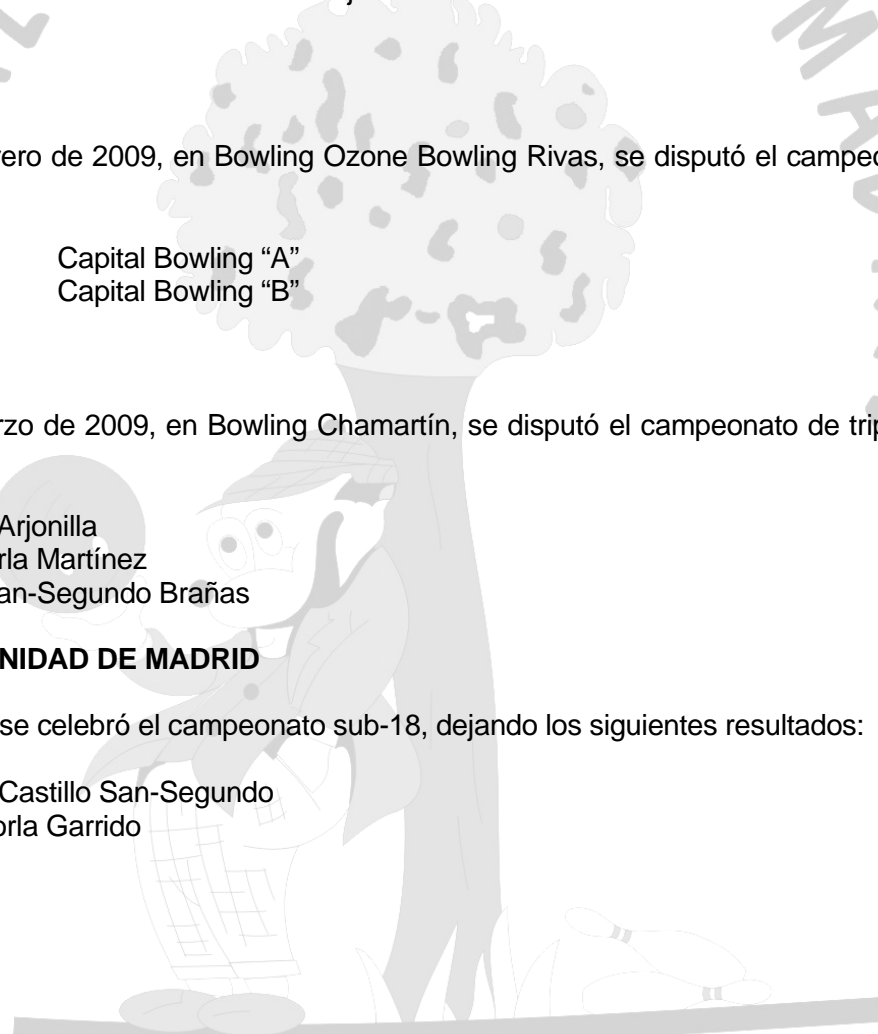 rero de 2009, en Bowling Ozone Bowling Rivas, se disputó el campeo
Capital Bowling “A”
Capital Bowling “B”
rzo de 2009, en Bowling Chamartín, se disputó el campeonato de trip
Arjonilla
rla Martínez
an-Segundo Brañas
NIDAD DE MADRID
se celebró el campeonato sub-18, dejando los siguientes resultados:
Castillo San-Segundo
orla Garrido